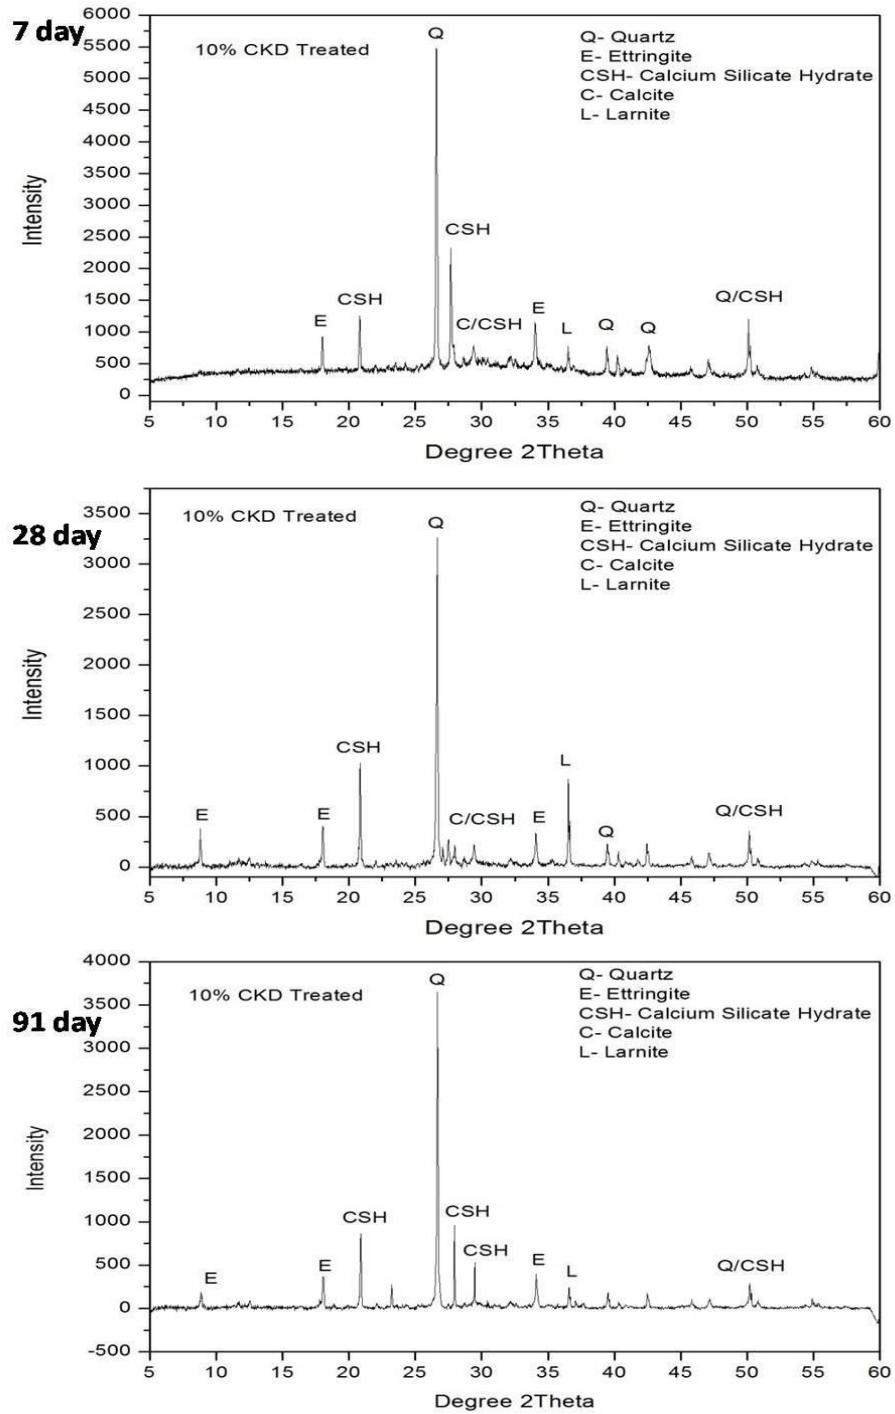 7 day
10% CKD Treated
Q- Quartz
E- Ettringite
CSH- Calcium Silicate Hydrate
C- Calcite
L- Larnite
Q
CSH
E
CSH
C/CSH
E
L
Q
Q
Q/CSH
6000
5500
5000
4500
4000
3500
3000
2500
2000
1500
1000
500
0
Intensity
5 10 15 20 25 30 35 40 45 50 55 60
Degree 2Theta
28 day
10% CKD Treated
Q- Quartz
E- Ettringite
CSH- Calcium Silicate Hydrate
C- Calcite
L- Larnite
Q
CSH
L
E
E
C/CSH
E
Q
Q/CSH
3500
3000
2500
2000
1500
1000
500
0
Intensity
5 10 15 20 25 30 35 40 45 50 55 60
Degree 2Theta
91 day
10% CKD Treated
Q- Quartz
E- Ettringite
CSH- Calcium Silicate Hydrate
C- Calcite
L- Larnite
Q
CSH
CSH
CSH
E
E
E
L
Q/CSH
4000
3500
3000
2500
2000
1500
1000
500
0
-500
Intensity
5 10 15 20 25 30 35 40 45 50 55 60
Degree 2Theta